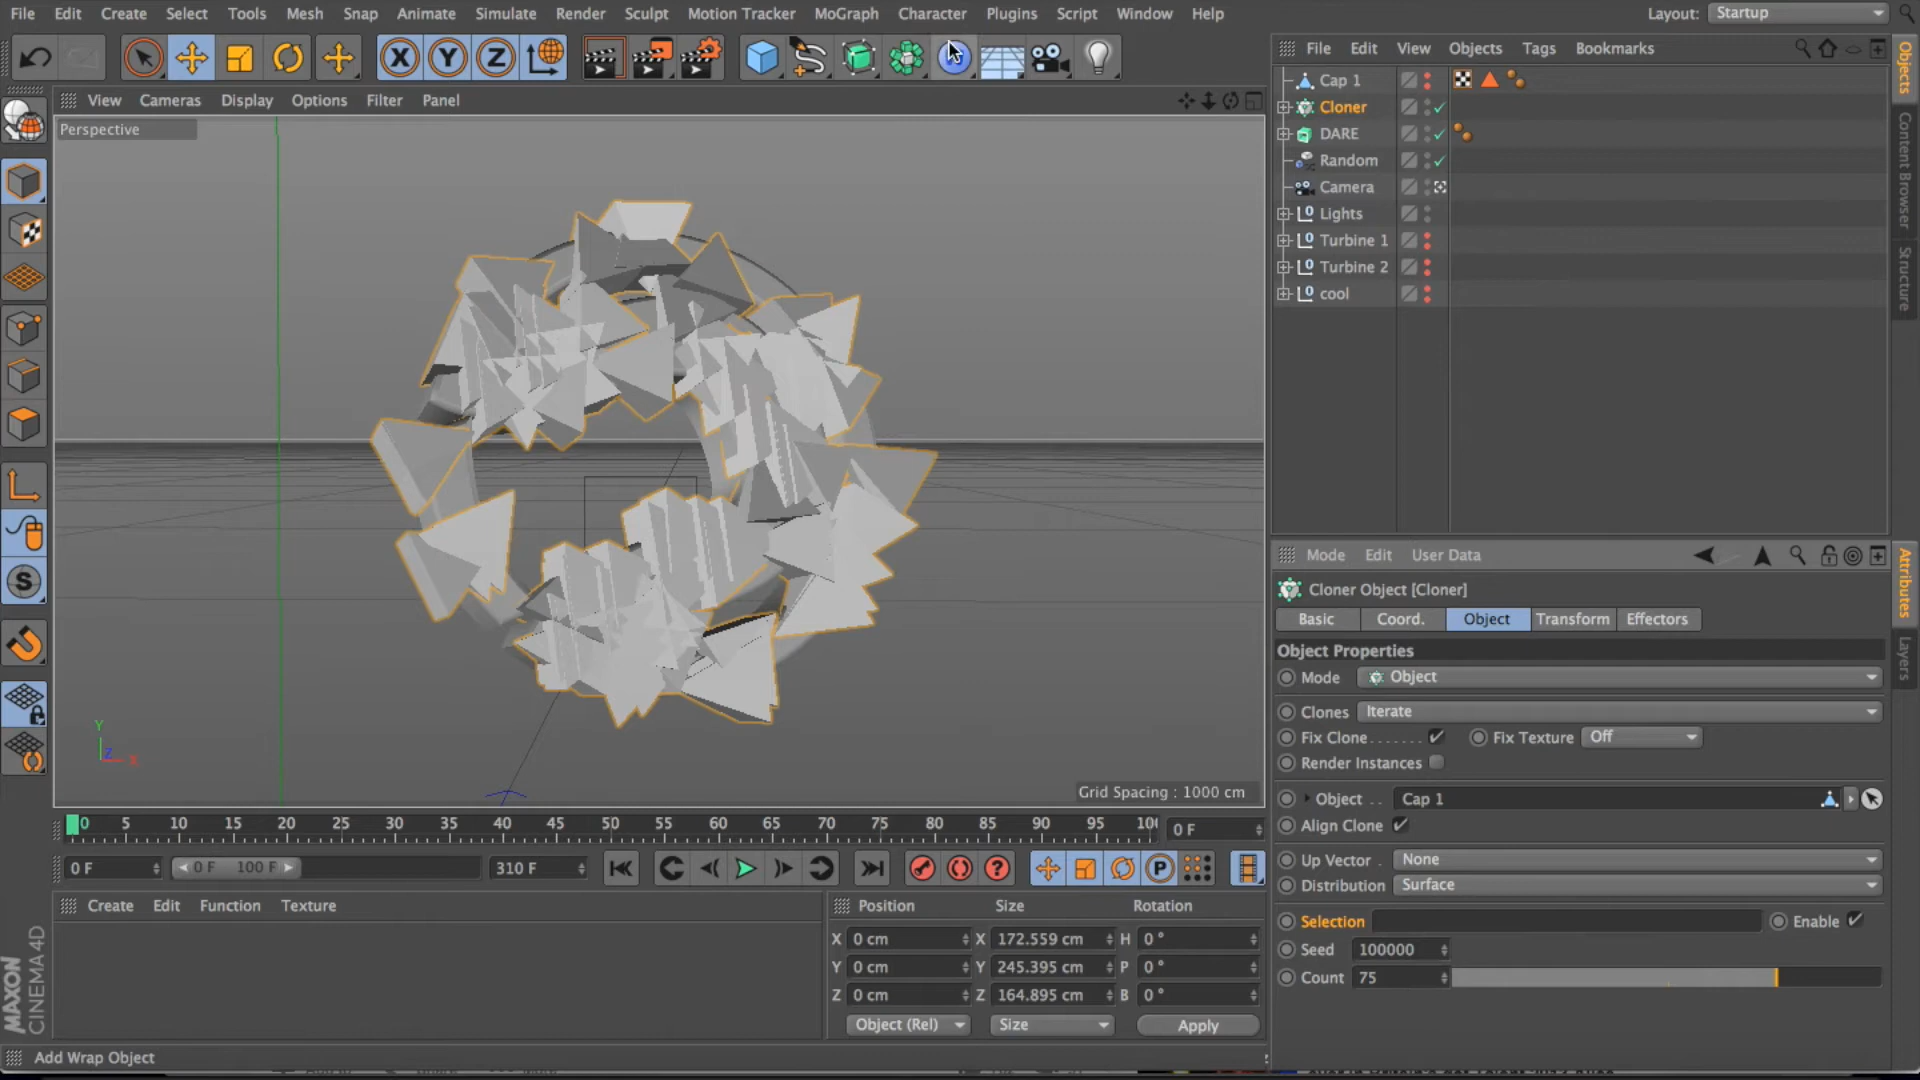 File Edit Create Select Tools Mesh Snap Animate Simulate Render Sculpt Motion Tracker MoGraph Character Plugins Script Window Help Layout: Startup
X Y Z
File Edit View Objects Tags Bookmarks
View Cameras Display Options Filter Panel
Perspective
Cap 1
Cloner
DARE
Random
Camera
Lights
Turbine 1
Turbine 2
cool
Objects
Content Browser
Structure
Mode Edit User Data
Cloner Object [Cloner]
Basic Coord. Object Transform Effectors
Object Properties
Mode Object
Clones Iterate
Fix Clone....... Fix Texture Off
Render Instances
Object .. Cap 1
Align Clone
Up Vector . None
Distribution Surface
Selection Enable
Seed 100000
Count 75
Attributes
Layers
Y
Z X
Grid Spacing : 1000 cm
0 5 10 15 20 25 30 35 40 45 50 55 60 65 70 75 80 85 90 95 0 F
0 F 0 F 100 F 310 F
P
S
Create Edit Function Texture
Position Size Rotation
X 0 cm X 172.559 cm H 0 °
Y 0 cm Y 245.395 cm P 0 °
Z 0 cm Z 164.895 cm B 0 °
Object (Rel) Size Apply
MAXON
CINEMA 4D
Add Wrap Object